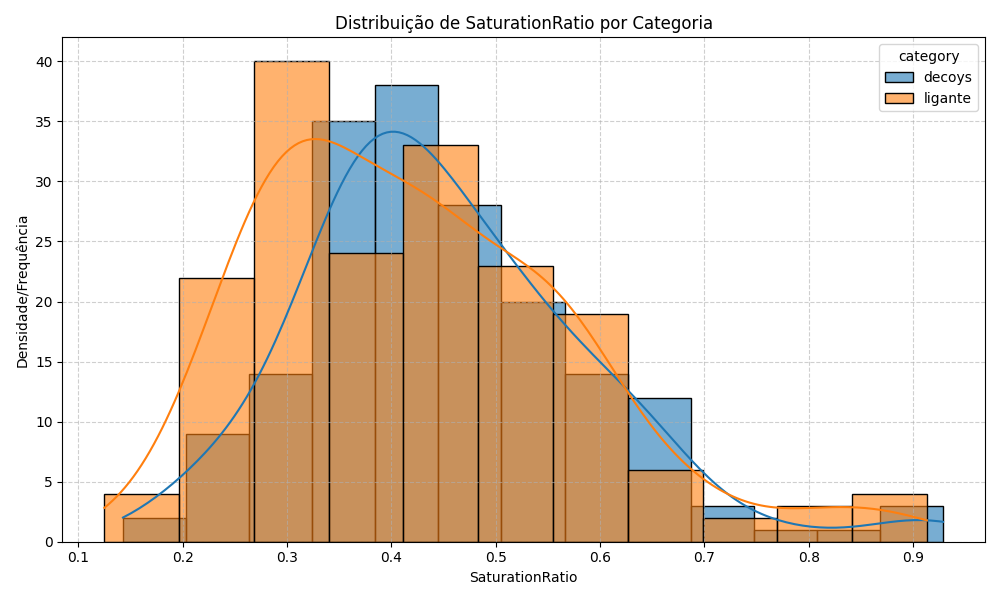 Distribuição de SaturationRatio por Categoria
category
decoys
ligante
Densidade/Frequência
40
35
30
25
20
15
10
5
0
0.1 0.2 0.3 0.4 0.5 0.6 0.7 0.8 0.9
SaturationRatio